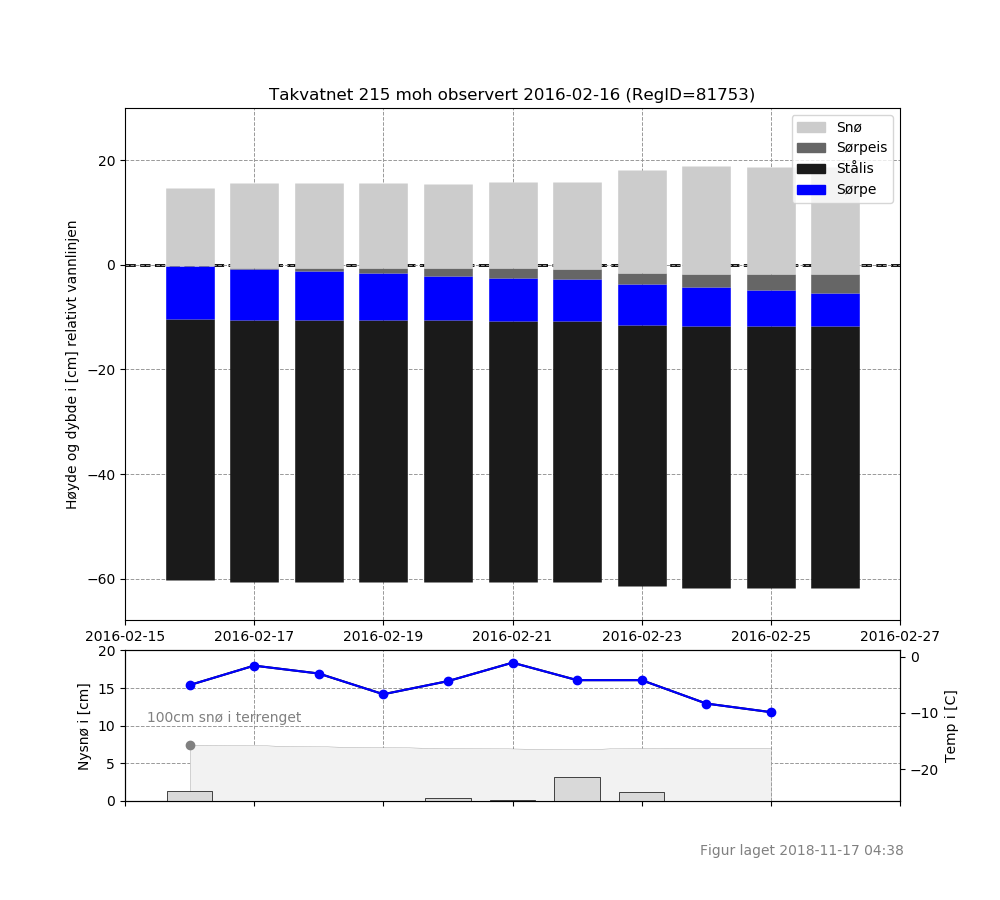 Takvatnet 215 moh observert 2016-02-16 (RegID=81753)
Snø
Sørpeis
Stålis
Sørpe
Høyde og dybde i [cm] relativt vannlinjen
20
0
−20
−40
−60
2016-02-15 2016-02-17 2016-02-19 2016-02-21 2016-02-23 2016-02-25 2016-02-27
Nysnø i [cm]
20
15
10
5
0
100cm snø i terrenget
0
−10
−20
Temp i [C]
Figur laget 2018-11-17 04:38